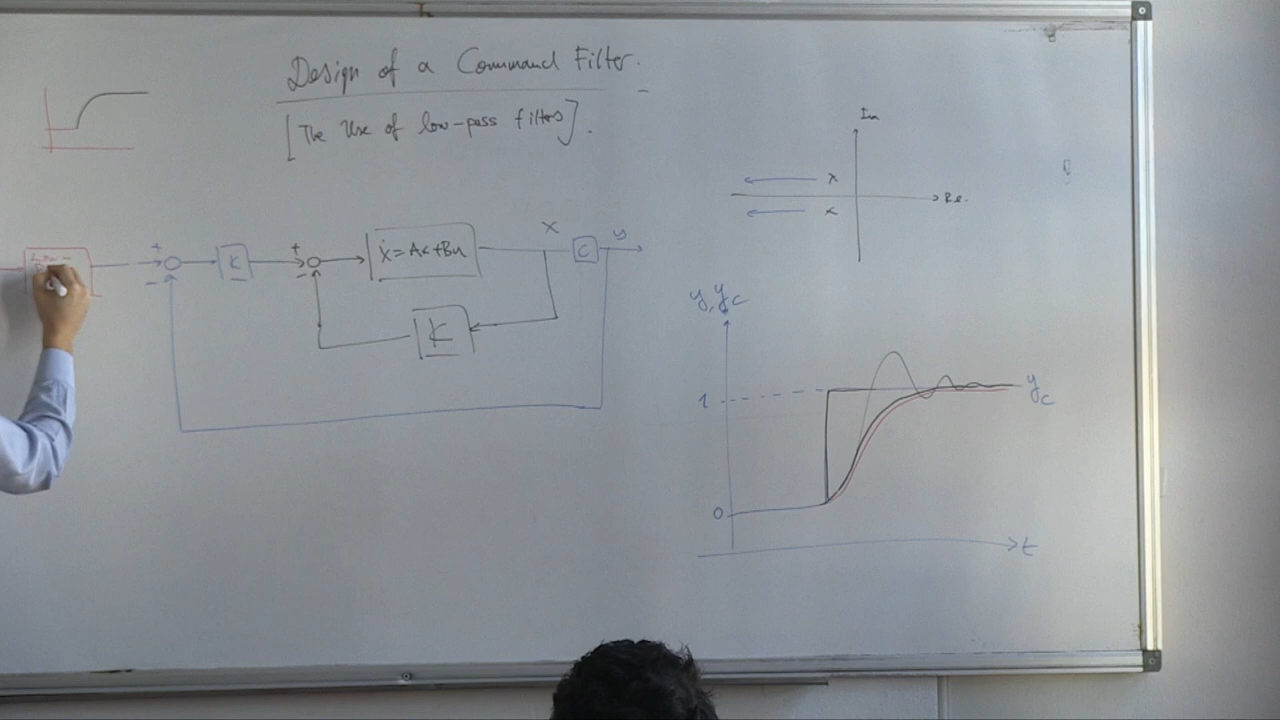 Design of a Command Filter.
[The Use of low-pass filters].
Im
x
Re.
x
+
-
K
+
-
ẋ = Ax+Bu
x
C
y
K
y, yc
1
yc
0
t